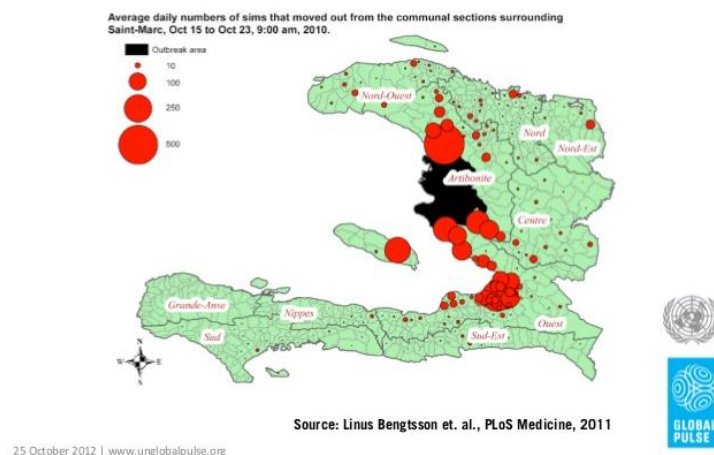 Average daily numbers of sims that moved out from the communal sections surrounding
Saint-Marc, Oct 15 to Oct 23, 9:00 am, 2010.
Outbreak area
10
100
250
500
Nord-Ouest
Nord
Nord-Est
Artibonite
Centre
Grande-Anse
Nippes
Sud
Sud-Est
Ouest
N
W
E
S
Source: Linus Bengtsson et. al., PLoS Medicine, 2011
GLOBAL
PULSE
25 October 2012 | www.unglobalpulse.org